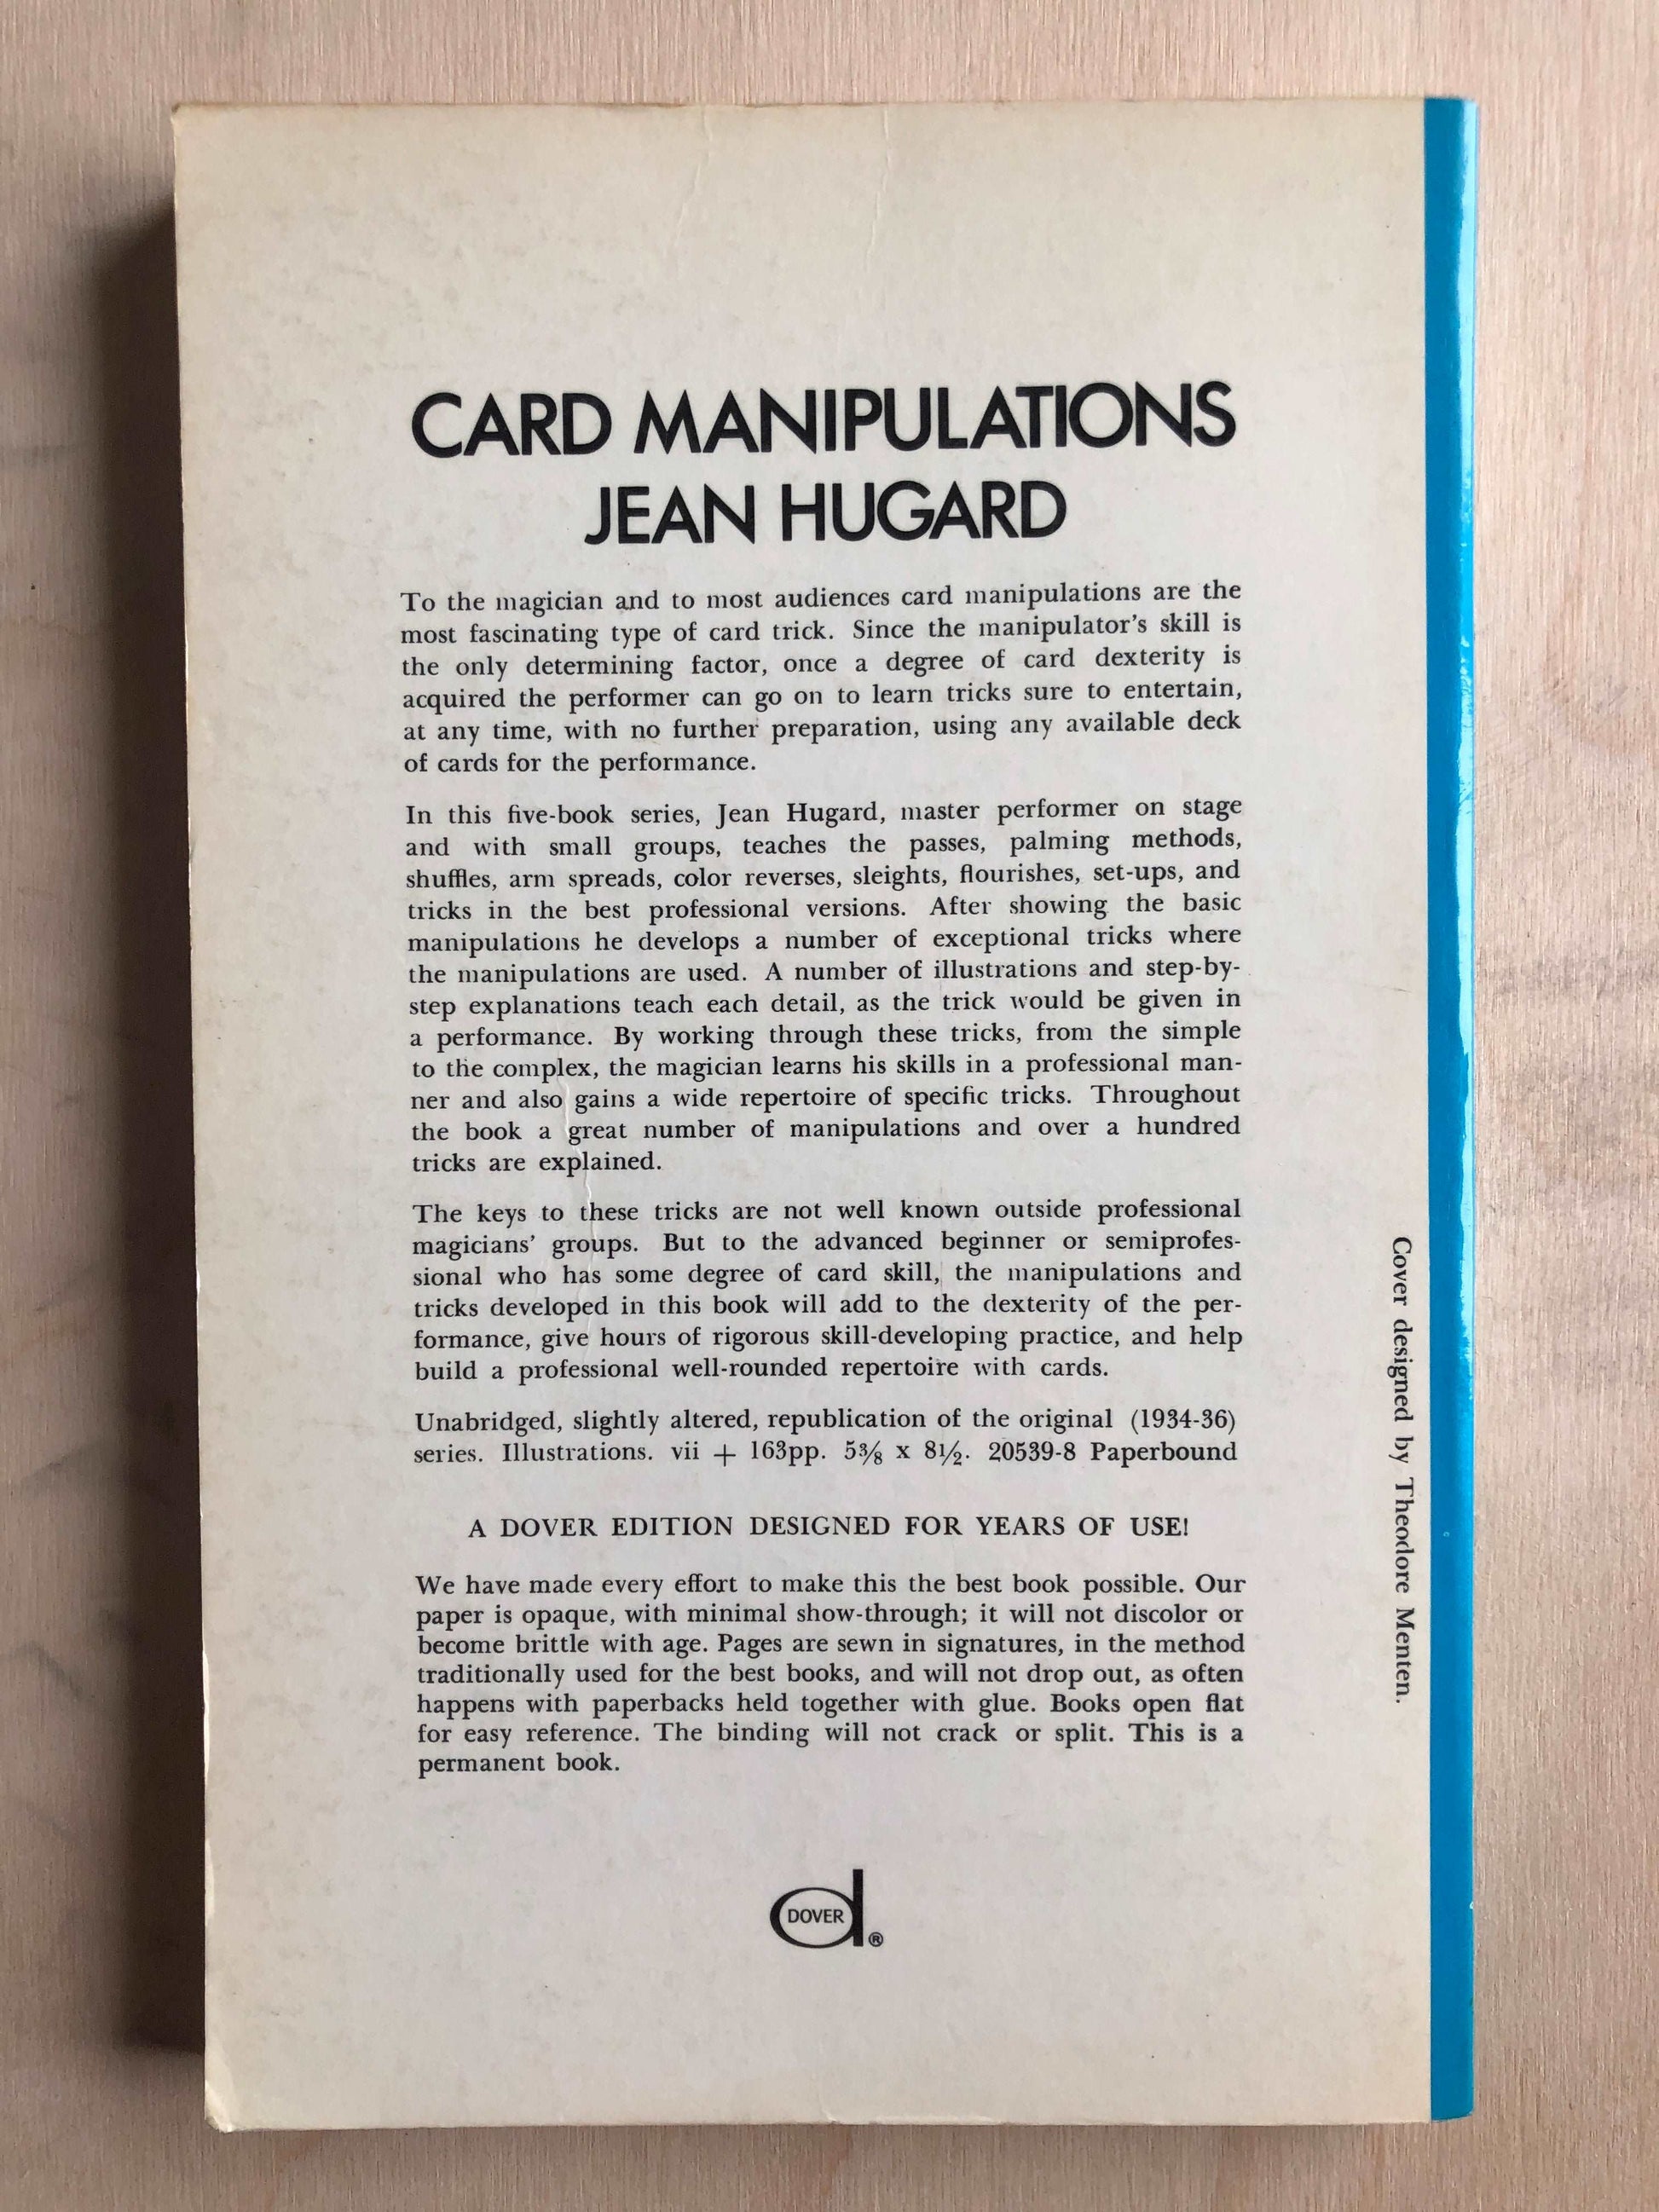 CARD MANIPULATIONS
JEAN HUGARD
To the magician and to most audiences card manipulations are the
most fascinating type of card trick. Since the manipulator's skill is
the only determining factor, once a degree of card dexterity is
acquired the performer can go on to learn tricks sure to entertain,
at any time, with no further preparation, using any available deck
of cards for the performance.
In this five-book series, Jean Hugard, master performer on stage
and with small groups, teaches the passes, palming methods,
shuffles, arm spreads, color reverses, sleights, flourishes, set-ups, and
tricks in the best professional versions. After showing the basic
manipulations he develops a number of exceptional tricks where
the manipulations are used. A number of illustrations and step-by-
step explanations teach each detail, as the trick would be given in
a performance. By working through these tricks, from the simple
to the complex, the magician learns his skills in a professional man-
ner and also gains a wide repertoire of specific tricks. Throughout
the book a great number of manipulations and over a hundred
tricks are explained.
The keys to these tricks are not well known outside professional
magicians' groups. But to the advanced beginner or semiprofes-
sional who has some degree of card skill, the manipulations and
tricks developed in this book will add to the dexterity of the per-
formance, give hours of rigorous skill-developing practice, and help
build a professional well-rounded repertoire with cards.
Unabridged, slightly altered, republication of the original (1934-36)
series. Illustrations. vii + 163pp. 5⅜ x 8½. 20539-8 Paperbound
A DOVER EDITION DESIGNED FOR YEARS OF USE!
We have made every effort to make this the best book possible. Our
paper is opaque, with minimal show-through; it will not discolor or
become brittle with age. Pages are sewn in signatures, in the method
traditionally used for the best books, and will not drop out, as often
happens with paperbacks held together with glue. Books open flat
for easy reference. The binding will not crack or split. This is a
permanent book.
d DOVER ®
Cover designed by Theodore Menten.